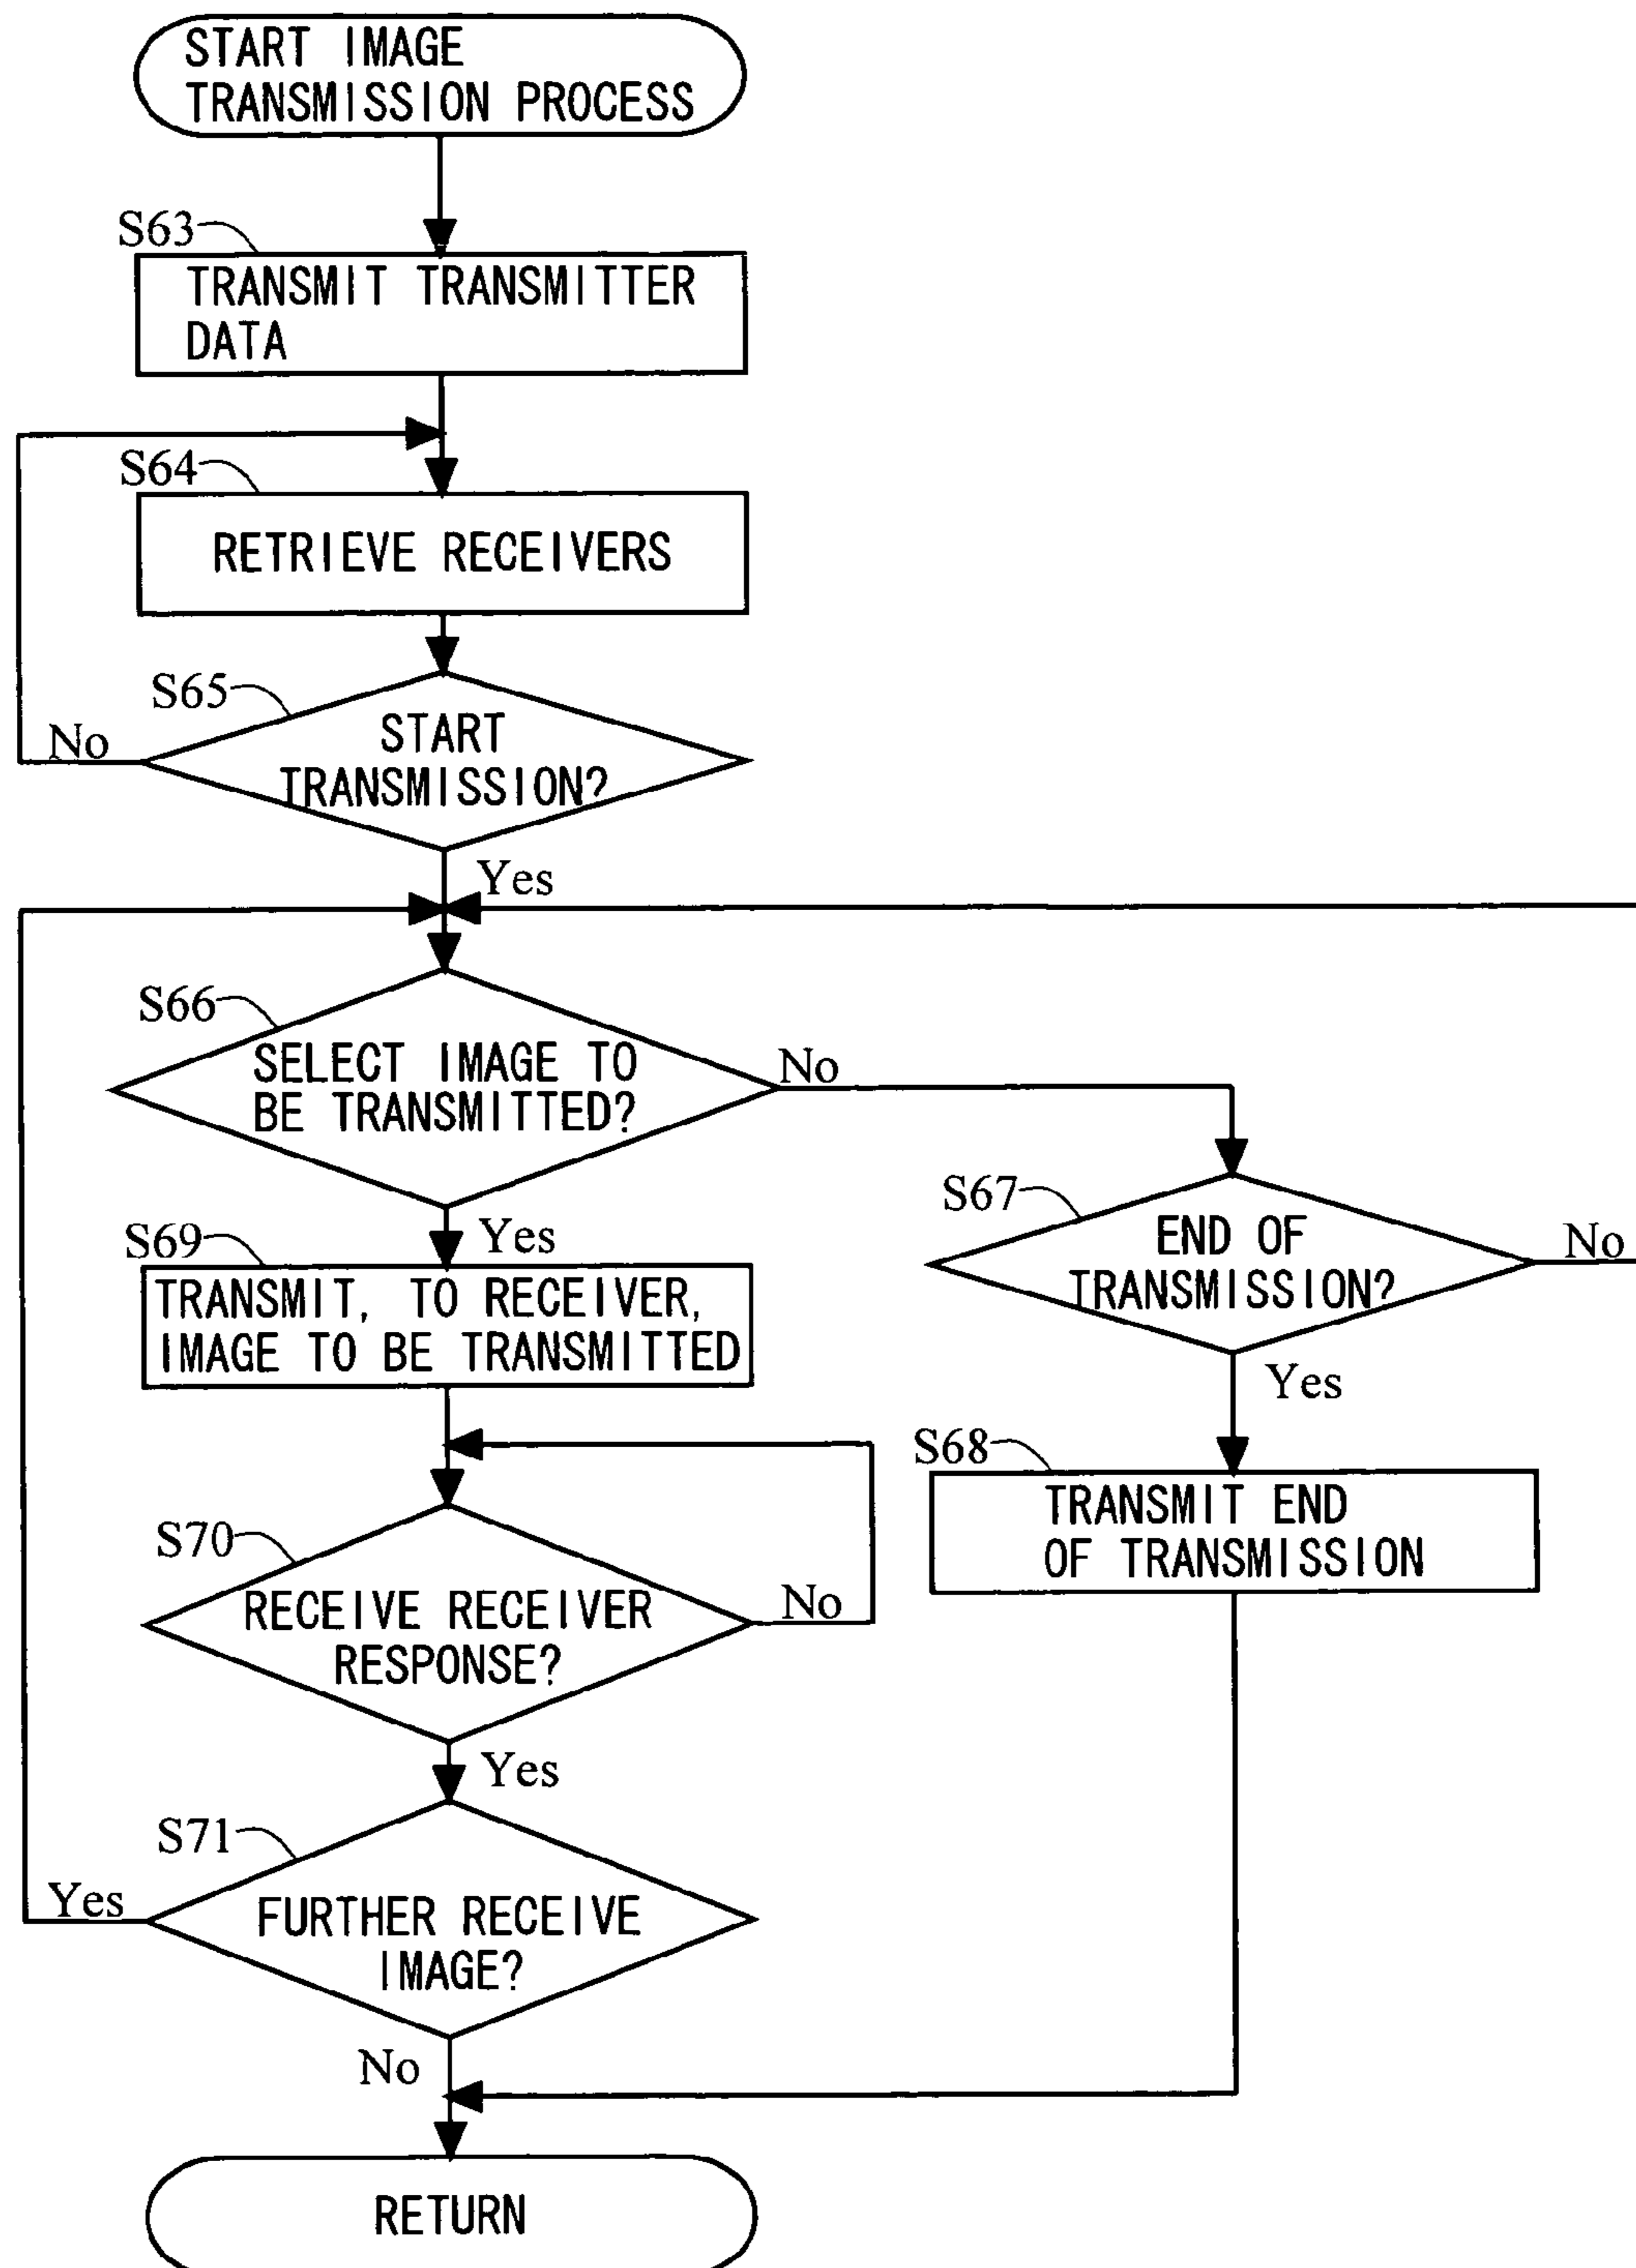 START IMAGE
TRANSMISSION PROCESS
S63
TRANSMIT TRANSMITTER
DATA
S64
RETRIEVE RECEIVERS
S65
START
TRANSMISSION?
No
Yes
S66
SELECT IMAGE TO
BE TRANSMITTED?
No
S67
END OF
TRANSMISSION?
No
Yes
S69
TRANSMIT, TO RECEIVER,
IMAGE TO BE TRANSMITTED
Yes
S68
TRANSMIT END
OF TRANSMISSION
S70
RECEIVE RECEIVER
RESPONSE?
No
Yes
S71
FURTHER RECEIVE
IMAGE?
Yes
No
RETURN